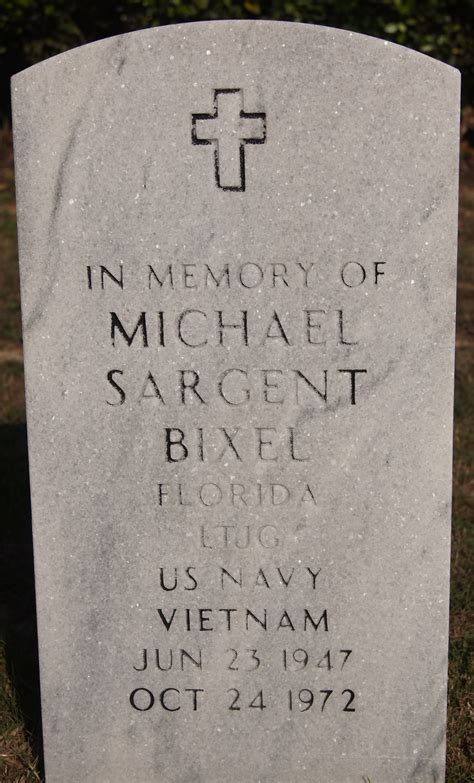 IN MEMORY OF
MICHAEL
SARGENT
BIXEL
FLORIDA
LTJG
US NAVY
VIETNAM
JUN 23 1947
OCT 24 1972